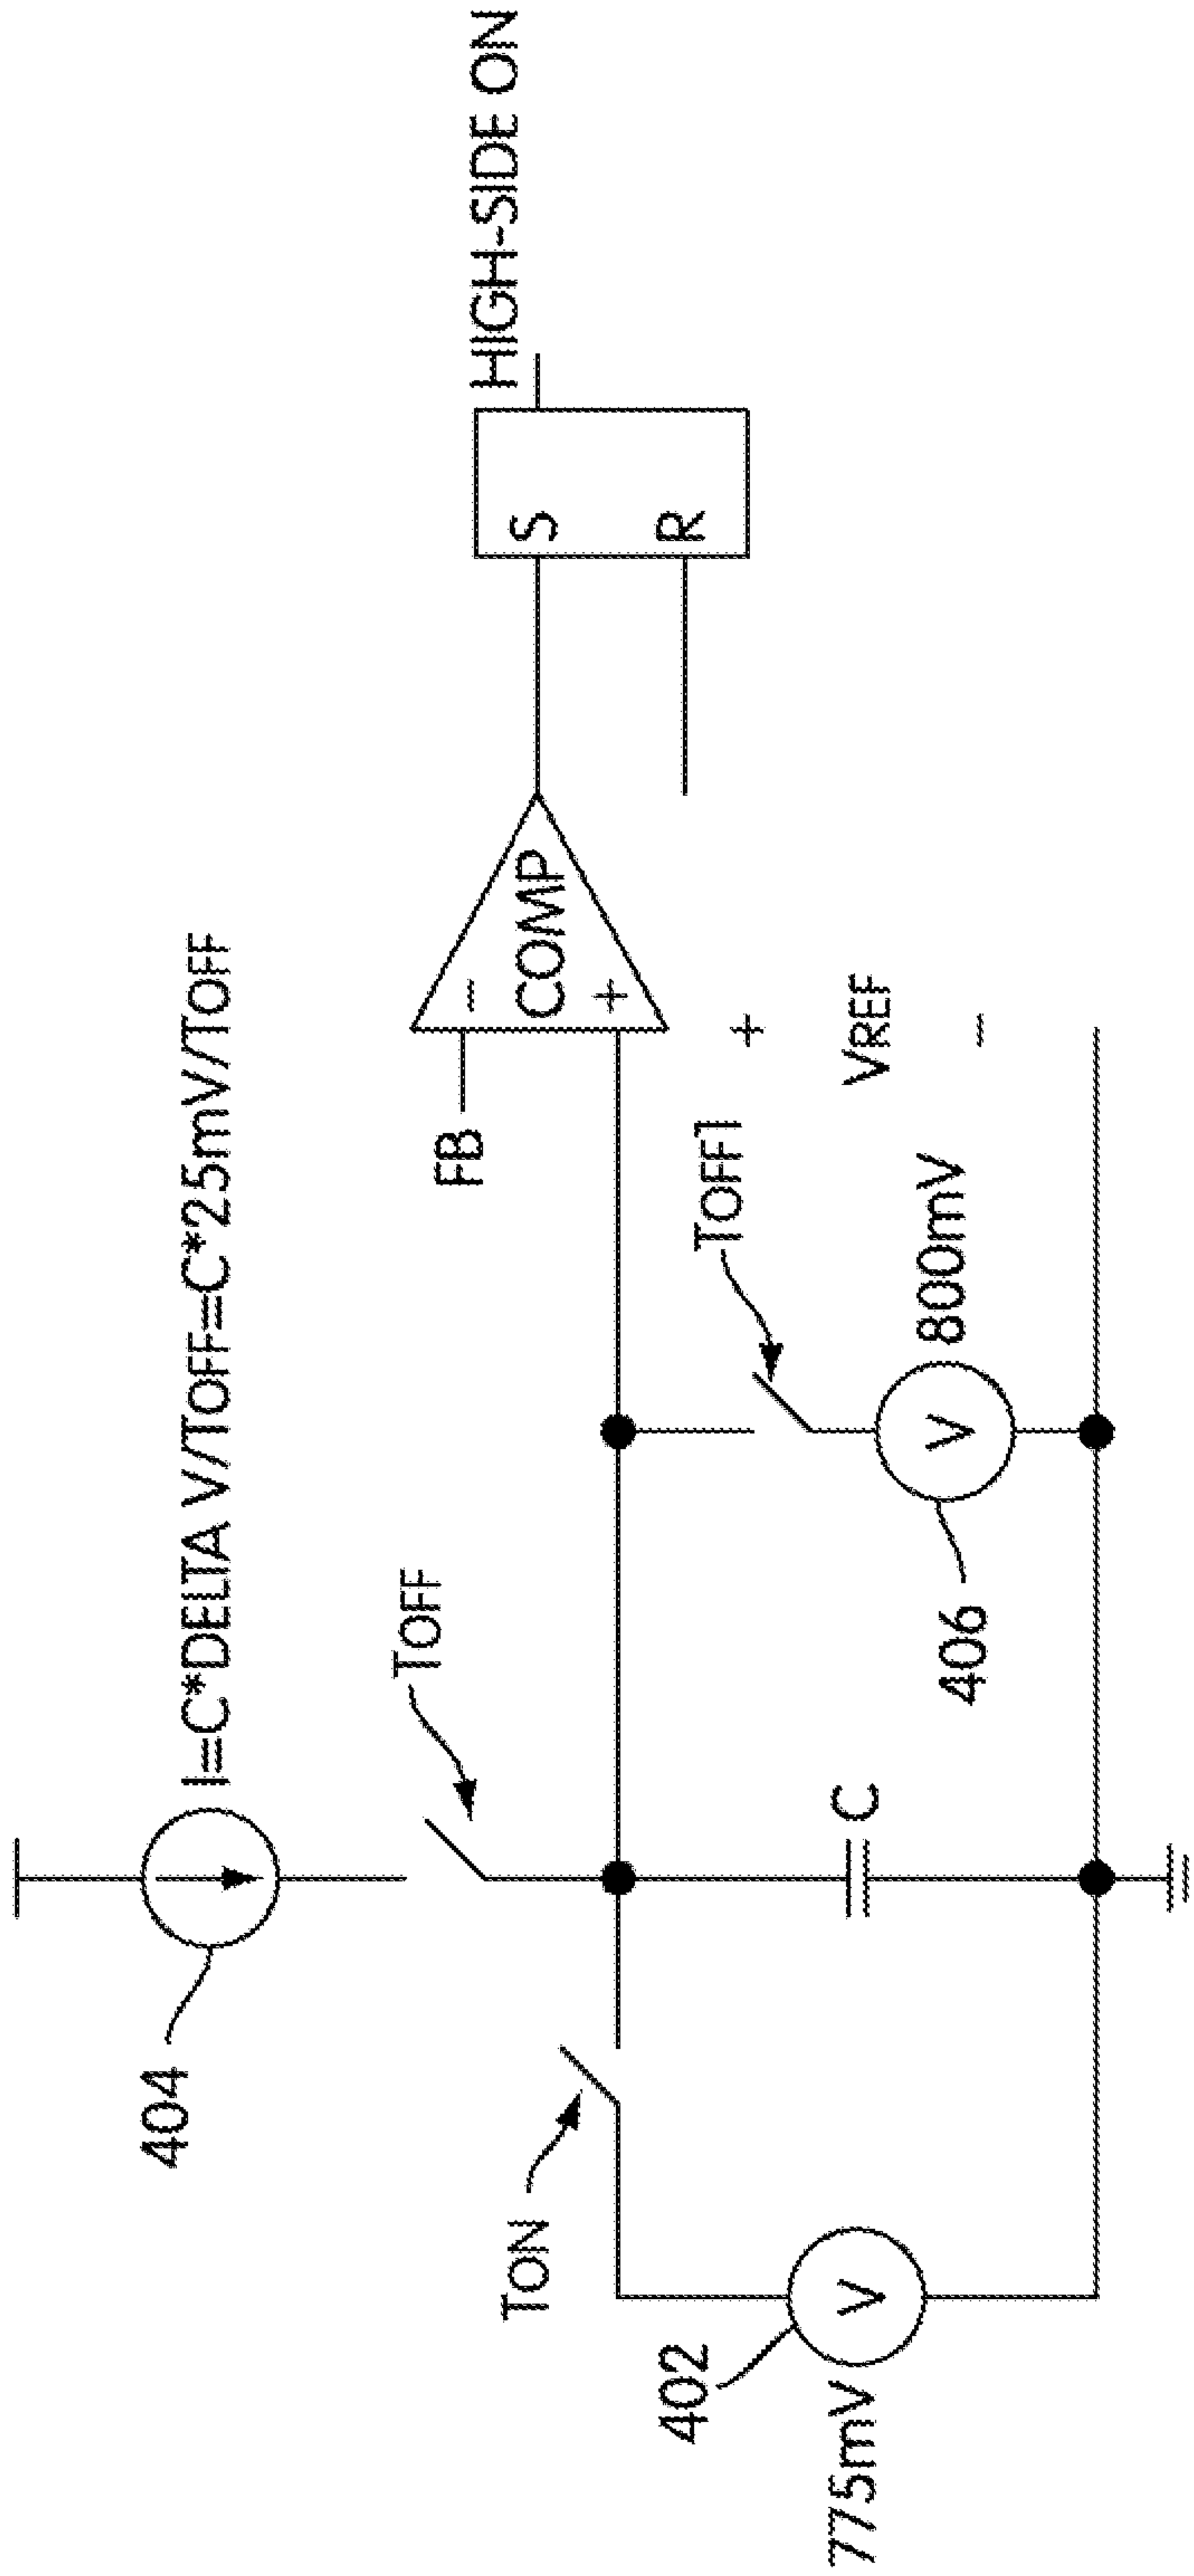 404
I=C*DELTA V/TOFF=C*25mV/TOFF
TOFF
TON
FB
−
COMP
+
S
R
HIGH-SIDE ON
402
775mV
C
406
TOFF1
V
V
800mV
+
VREF
−